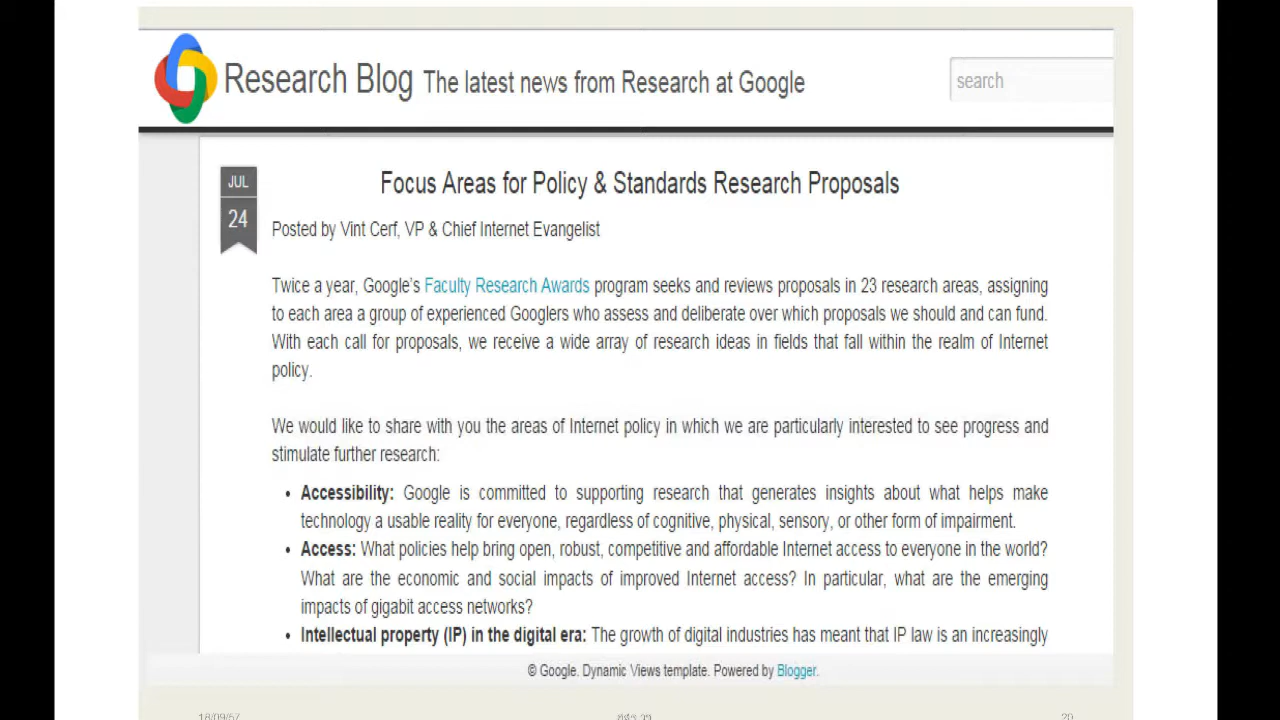 Research Blog The latest news from Research at Google
search
JUL
24
Focus Areas for Policy & Standards Research Proposals
Posted by Vint Cerf, VP & Chief Internet Evangelist
Twice a year, Google's Faculty Research Awards program seeks and reviews proposals in 23 research areas, assigning
to each area a group of experienced Googlers who assess and deliberate over which proposals we should and can fund.
With each call for proposals, we receive a wide array of research ideas in fields that fall within the realm of Internet
policy.
We would like to share with you the areas of Internet policy in which we are particularly interested to see progress and
stimulate further research:
• Accessibility: Google is committed to supporting research that generates insights about what helps make
technology a usable reality for everyone, regardless of cognitive, physical, sensory, or other form of impairment.
• Access: What policies help bring open, robust, competitive and affordable Internet access to everyone in the world?
What are the economic and social impacts of improved Internet access? In particular, what are the emerging
impacts of gigabit access networks?
• Intellectual property (IP) in the digital era: The growth of digital industries has meant that IP law is an increasingly
© Google. Dynamic Views template. Powered by Blogger.
18/09/57
20